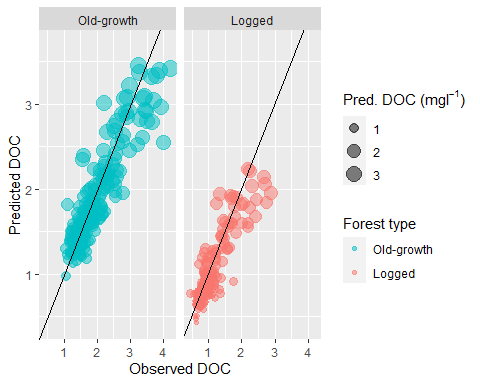 Old-growth
Logged
Predicted DOC
3
2
1
1 2 3 4
1 2 3 4
Observed DOC
Pred. DOC (mgl⁻¹)
1
2
3
Forest type
Old-growth
Logged